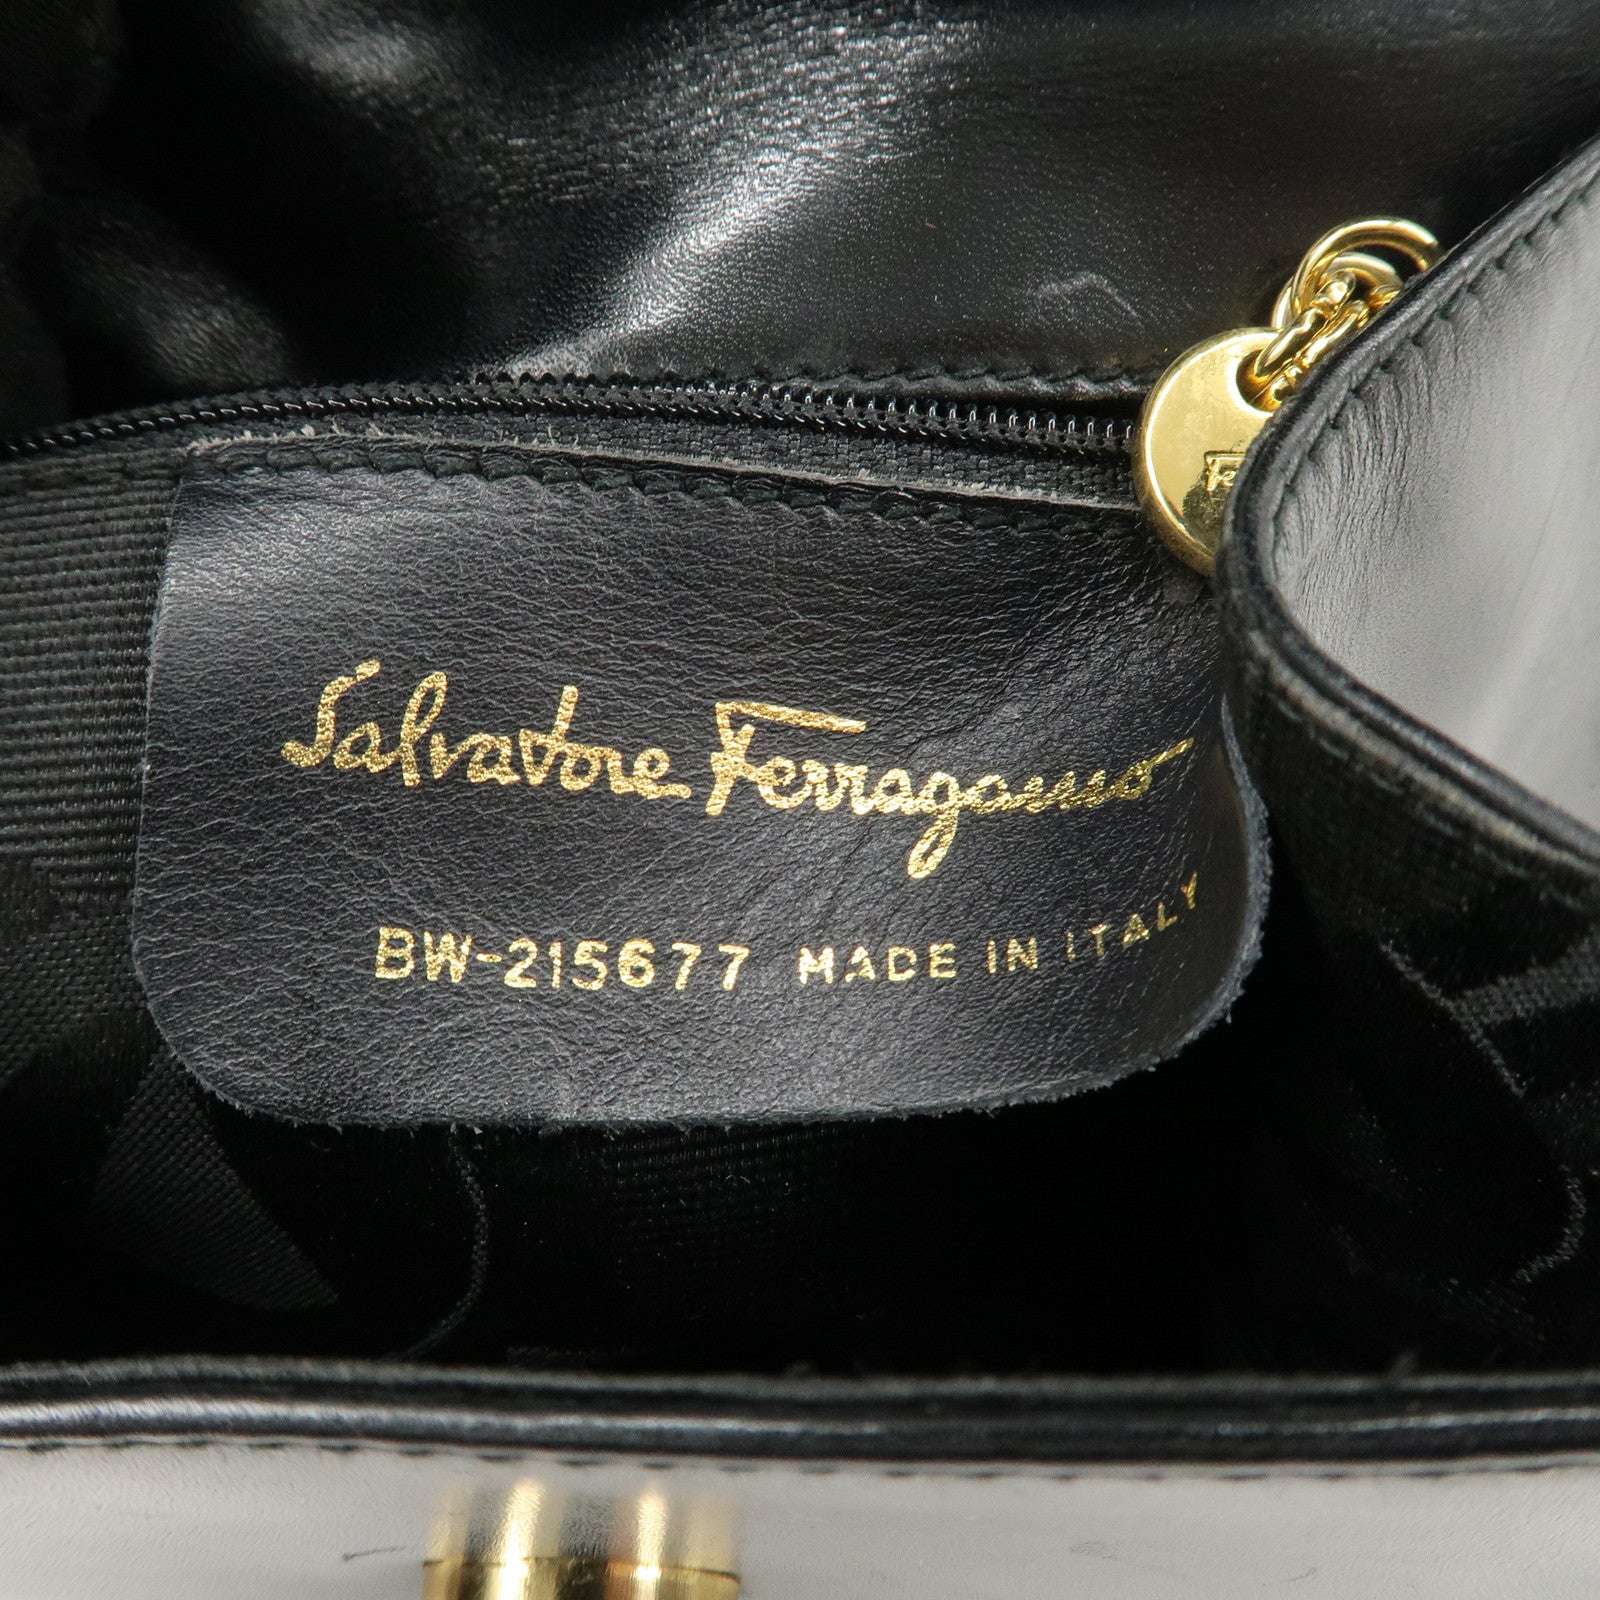 Salvatore Ferragamo
BW-215677 MADE IN ITALY